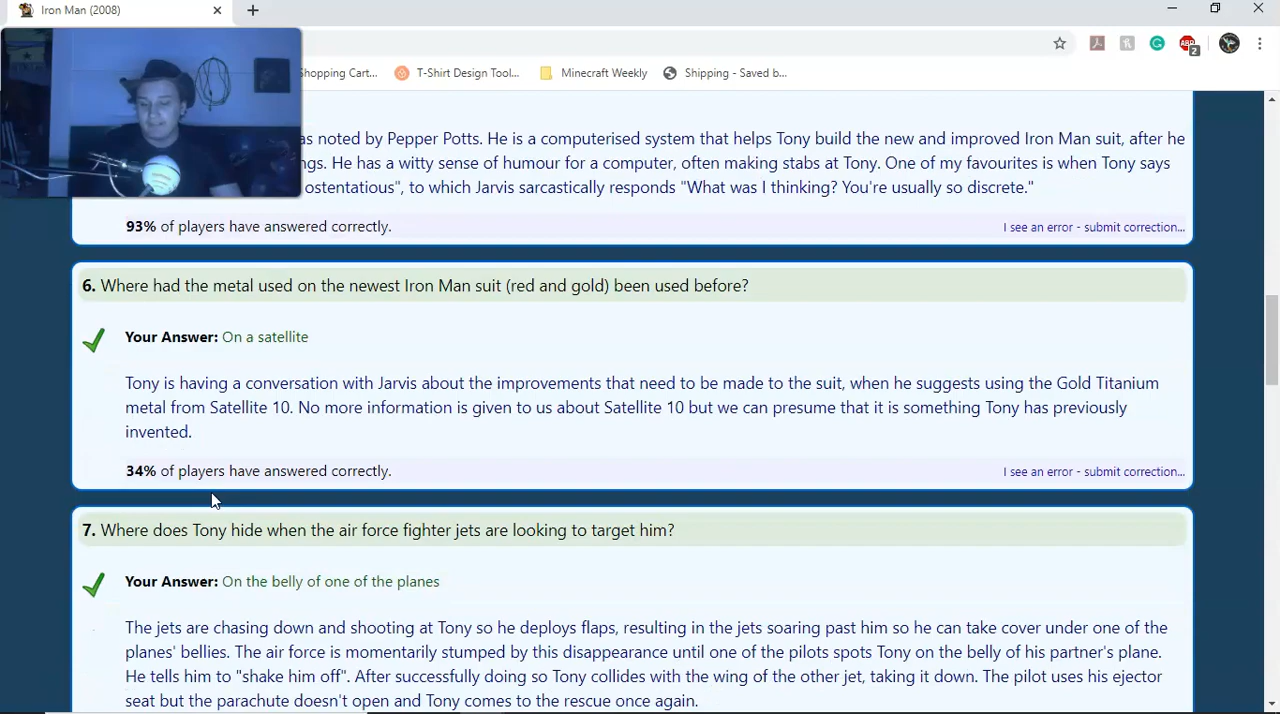 Iron Man (2008)
Shopping Cart...
T-Shirt Design Tool...
Minecraft Weekly
Shipping - Saved b...
ABP
2
as noted by Pepper Potts. He is a computerised system that helps Tony build the new and improved Iron Man suit, after he
ngs. He has a witty sense of humour for a computer, often making stabs at Tony. One of my favourites is when Tony says
ostentatious", to which Jarvis sarcastically responds "What was I thinking? You're usually so discrete."
93% of players have answered correctly.
I see an error - submit correction...
6. Where had the metal used on the newest Iron Man suit (red and gold) been used before?
Your Answer: On a satellite
Tony is having a conversation with Jarvis about the improvements that need to be made to the suit, when he suggests using the Gold Titanium
metal from Satellite 10. No more information is given to us about Satellite 10 but we can presume that it is something Tony has previously
invented.
34% of players have answered correctly.
I see an error - submit correction...
7. Where does Tony hide when the air force fighter jets are looking to target him?
Your Answer: On the belly of one of the planes
The jets are chasing down and shooting at Tony so he deploys flaps, resulting in the jets soaring past him so he can take cover under one of the
planes' bellies. The air force is momentarily stumped by this disappearance until one of the pilots spots Tony on the belly of his partner's plane.
He tells him to "shake him off". After successfully doing so Tony collides with the wing of the other jet, taking it down. The pilot uses his ejector
seat but the parachute doesn't open and Tony comes to the rescue once again.